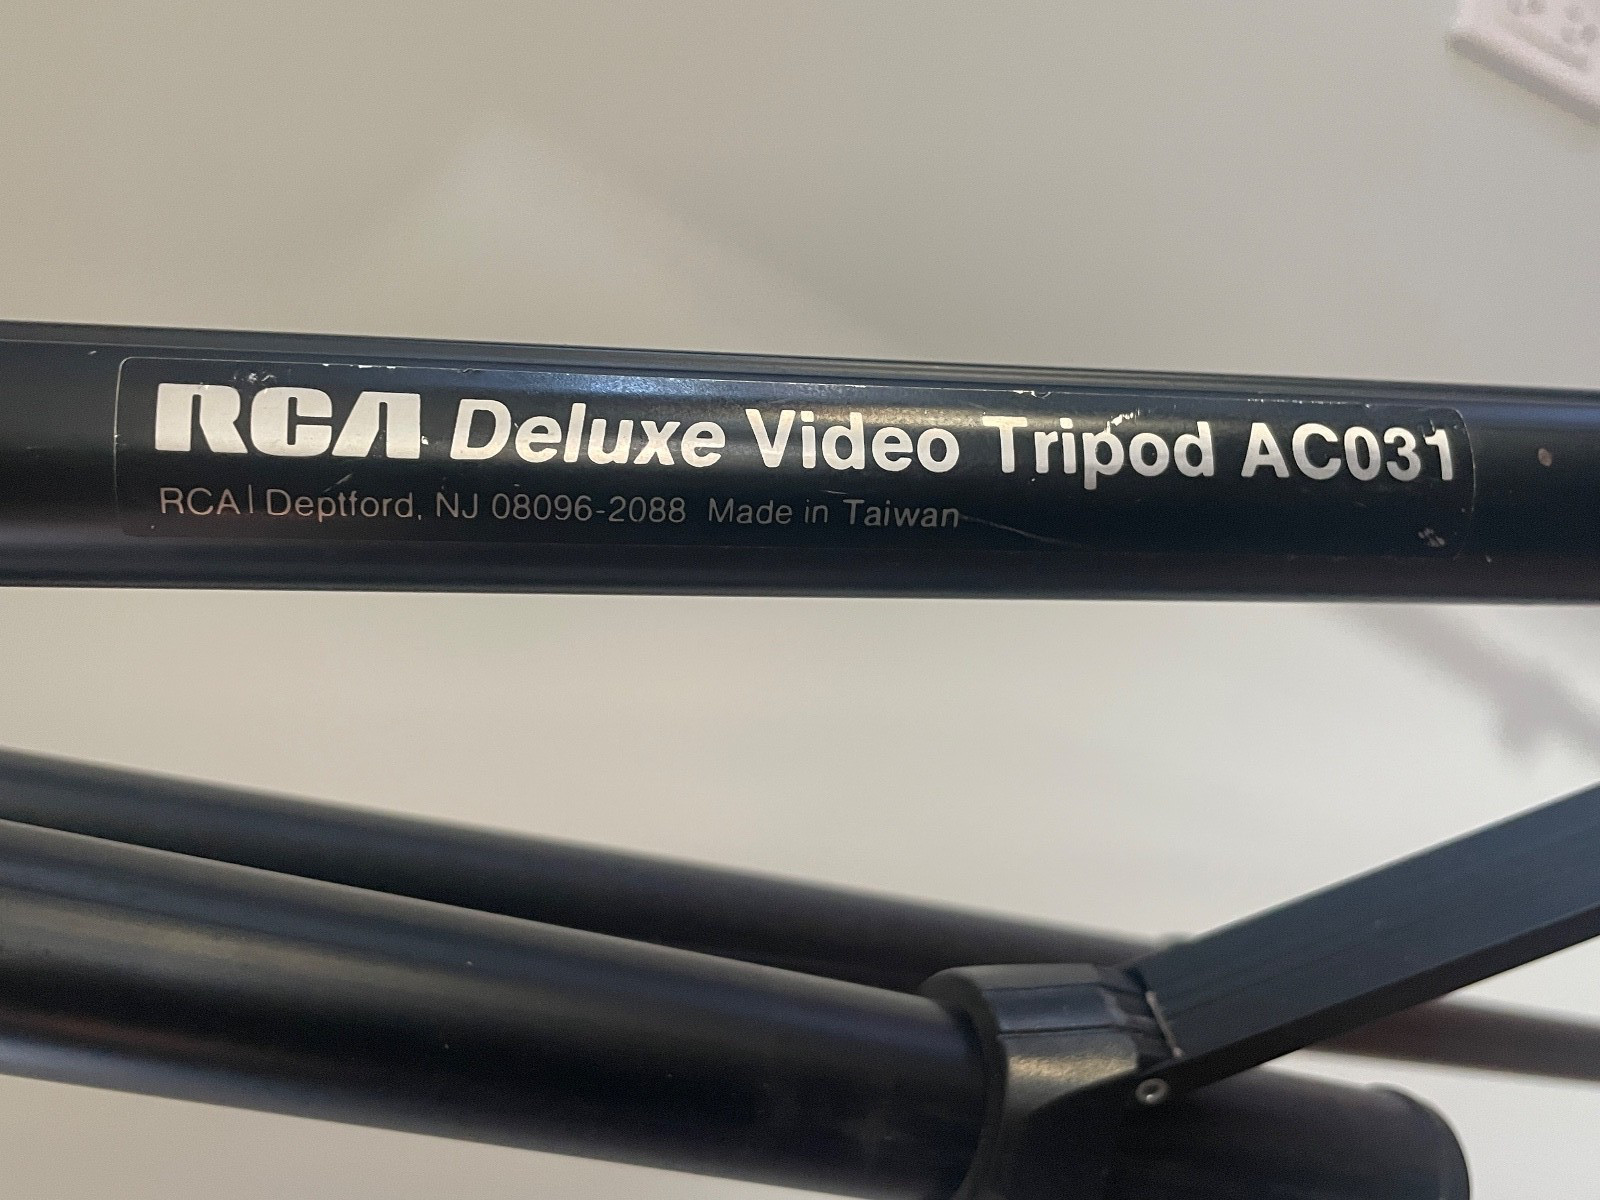 RCA Deluxe Video Tripod AC031
RCA | Deptford, NJ 08096-2088 Made in Taiwan